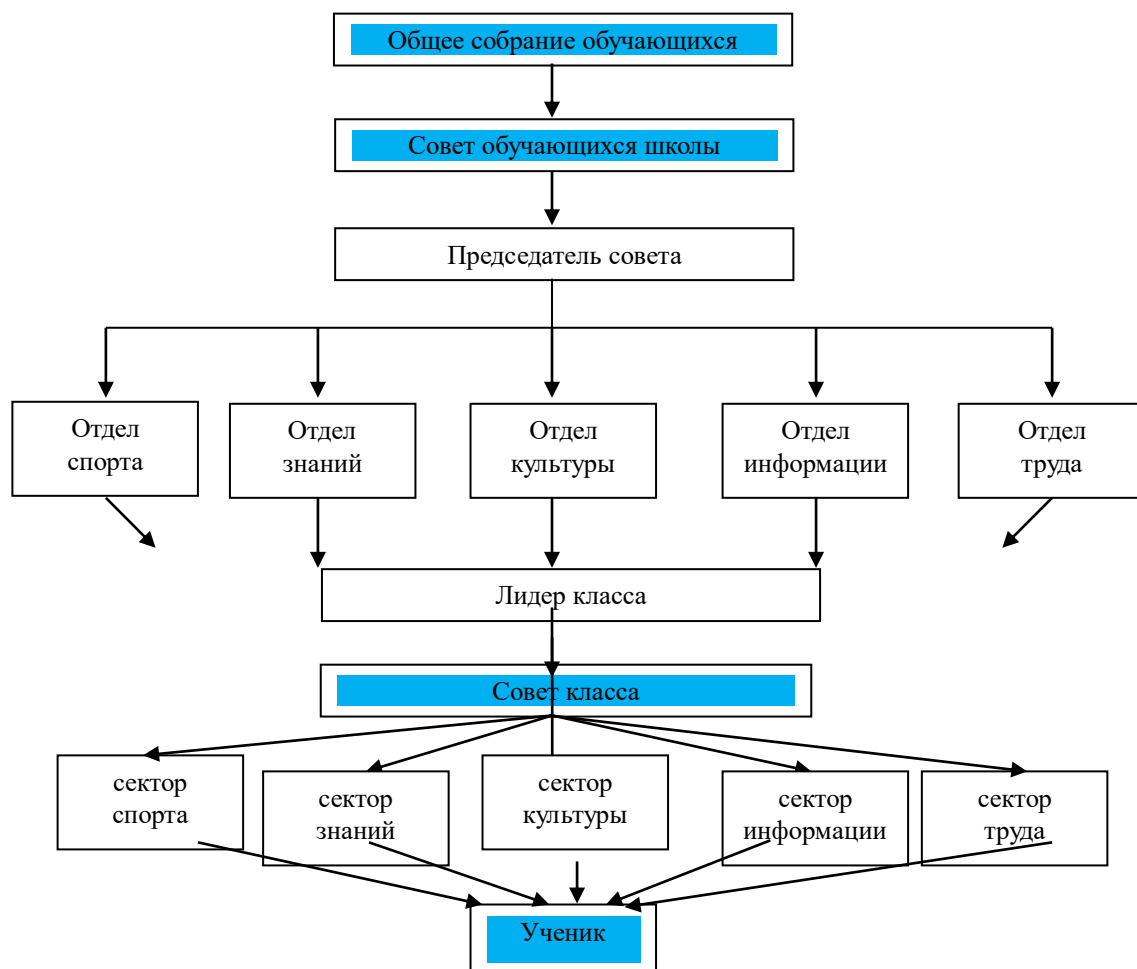 Общее собрание обучающихся
Совет обучающихся школы
Председатель совета
Отдел
спорта
Отдел
знаний
Отдел
культуры
Отдел
информации
Отдел
труда
Лидер класса
Совет класса
сектор
спорта
сектор
знаний
сектор
культуры
сектор
информации
сектор
труда
Ученик